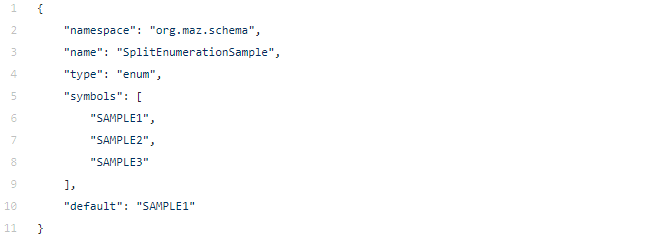 1 {
2 "namespace": "org.maz.schema",
3 "name": "SplitEnumerationSample",
4 "type": "enum",
5 "symbols": [
6 "SAMPLE1",
7 "SAMPLE2",
8 "SAMPLE3"
9 ],
10 "default": "SAMPLE1"
11 }